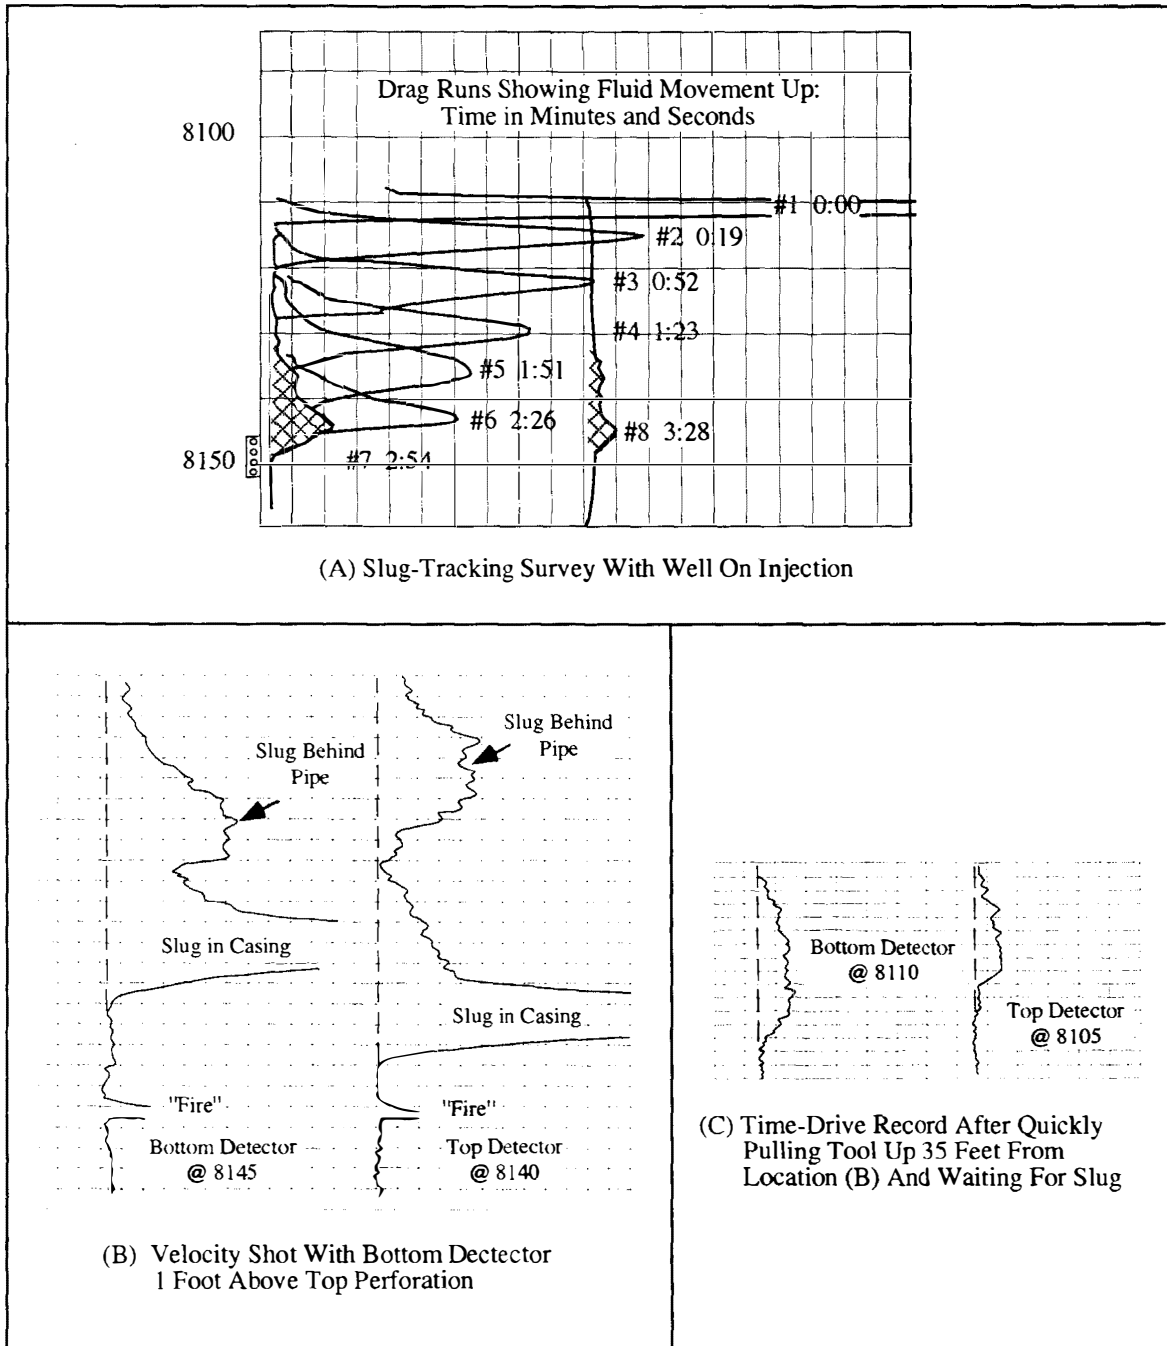 Drag Runs Showing Fluid Movement Up:
Time in Minutes and Seconds
8100
#1 0:00
#2 0:19
#3 0:52
#4 1:23
#5 1:51
#6 2:26
#8 3:28
8150
#7 2:54
(A) Slug-Tracking Survey With Well On Injection
Slug Behind
Pipe
Slug in Casing
"Fire"
Bottom Detector
@ 8145
Slug Behind
Pipe
Slug in Casing
"Fire"
Top Detector
@ 8140
(B) Velocity Shot With Bottom Dectector
1 Foot Above Top Perforation
Bottom Detector
@ 8110
Top Detector
@ 8105
(C) Time-Drive Record After Quickly
Pulling Tool Up 35 Feet From
Location (B) And Waiting For Slug